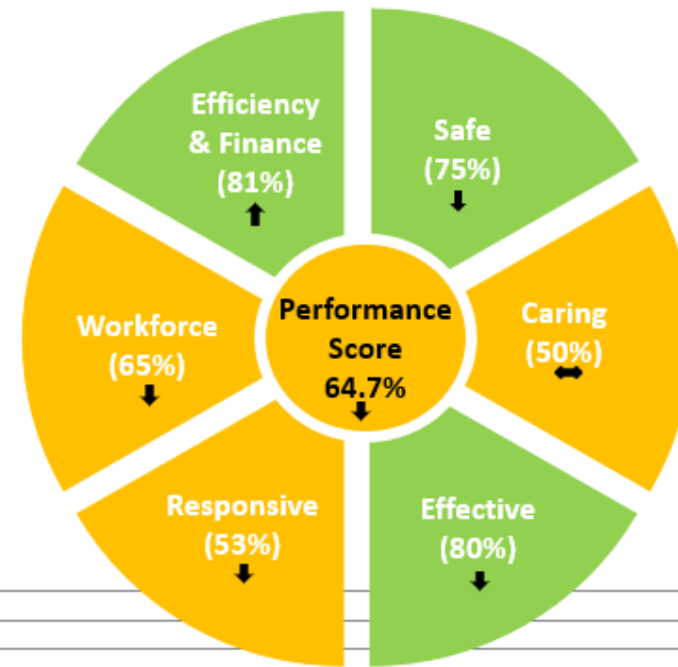 Efficiency
& Finance
(81%)
Safe
(75%)
Workforce
(65%)
Performance
Score
64.7%
Caring
(50%)
Responsive
(53%)
Effective
(80%)